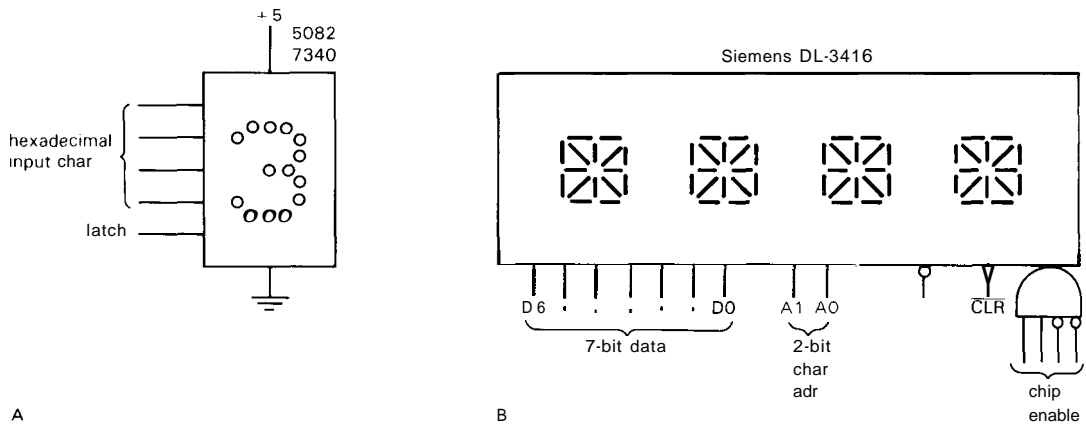 +5
5082
7340
hexadecimal
input char
latch
A
Siemens DL-3416
D6 . . . . . D0
A1 A0
CLR
7-bit data
2-bit
char
adr
chip
enable
B